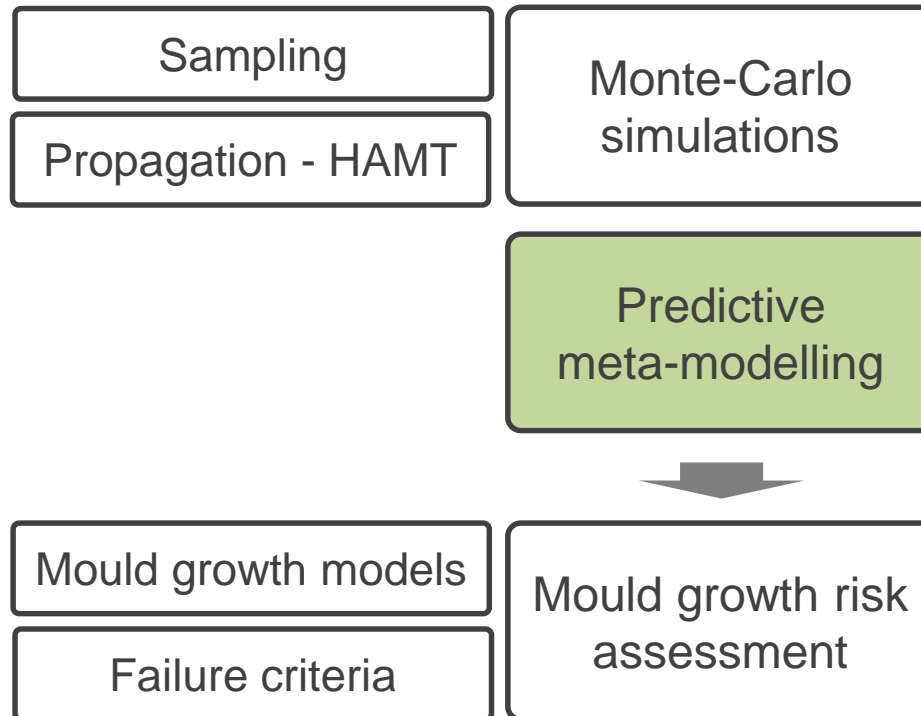 Sampling
Propagation - HAMT
Monte-Carlo
simulations
Predictive
meta-modelling
Mould growth models
Failure criteria
Mould growth risk
assessment